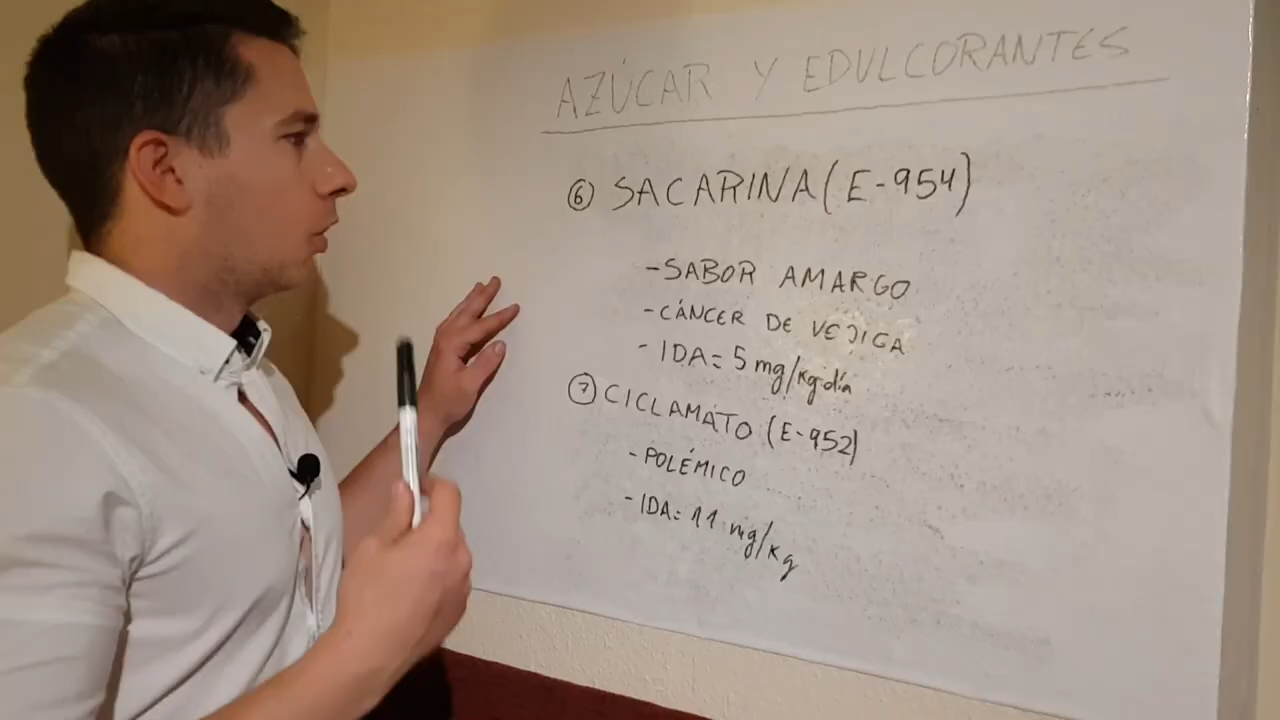 AZÚCAR Y EDULCORANTES
⑥ SACARINA (E-954)
- SABOR AMARGO
- CÁNCER DE VEJIGA
- IDA = 5 mg/kg·día
⑦ CICLAMATO (E-952)
- POLÉMICO
- IDA = 11 mg/kg